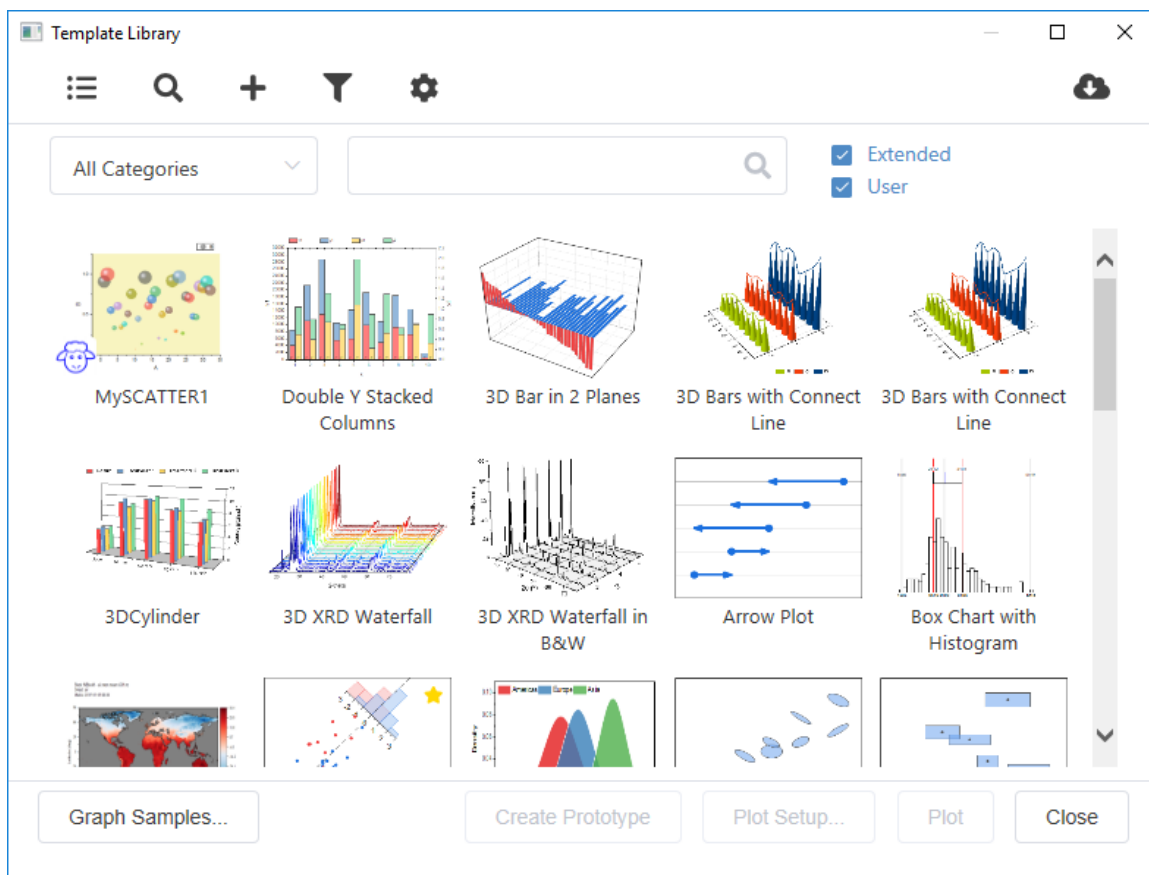 Template Library
All Categories
Extended
User
MySCATTER1
Double Y Stacked
Columns
3D Bar in 2 Planes
3D Bars with Connect
Line
3D Bars with Connect
Line
3DCylinder
3D XRD Waterfall
3D XRD Waterfall in
B&W
Arrow Plot
Box Chart with
Histogram
Americas Europe Asia
Graph Samples...
Create Prototype
Plot Setup...
Plot
Close